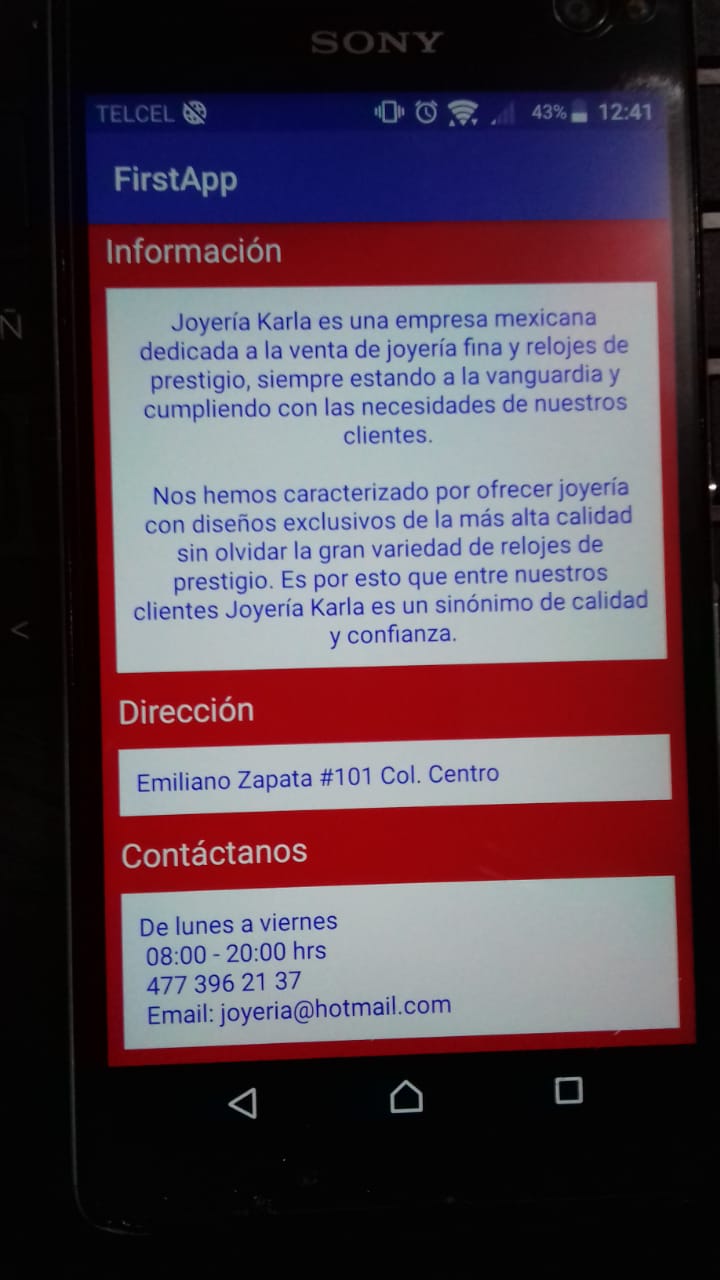 SONY
TELCEL 43% 12:41
FirstApp
Información
Joyería Karla es una empresa mexicana
dedicada a la venta de joyería fina y relojes de
prestigio, siempre estando a la vanguardia y
cumpliendo con las necesidades de nuestros
clientes.
Nos hemos caracterizado por ofrecer joyería
con diseños exclusivos de la más alta calidad
sin olvidar la gran variedad de relojes de
prestigio. Es por esto que entre nuestros
clientes Joyería Karla es un sinónimo de calidad
y confianza.
Dirección
Emiliano Zapata #101 Col. Centro
Contáctanos
De lunes a viernes
08:00 - 20:00 hrs
477 396 21 37
Email: joyeria@hotmail.com
Ñ
<